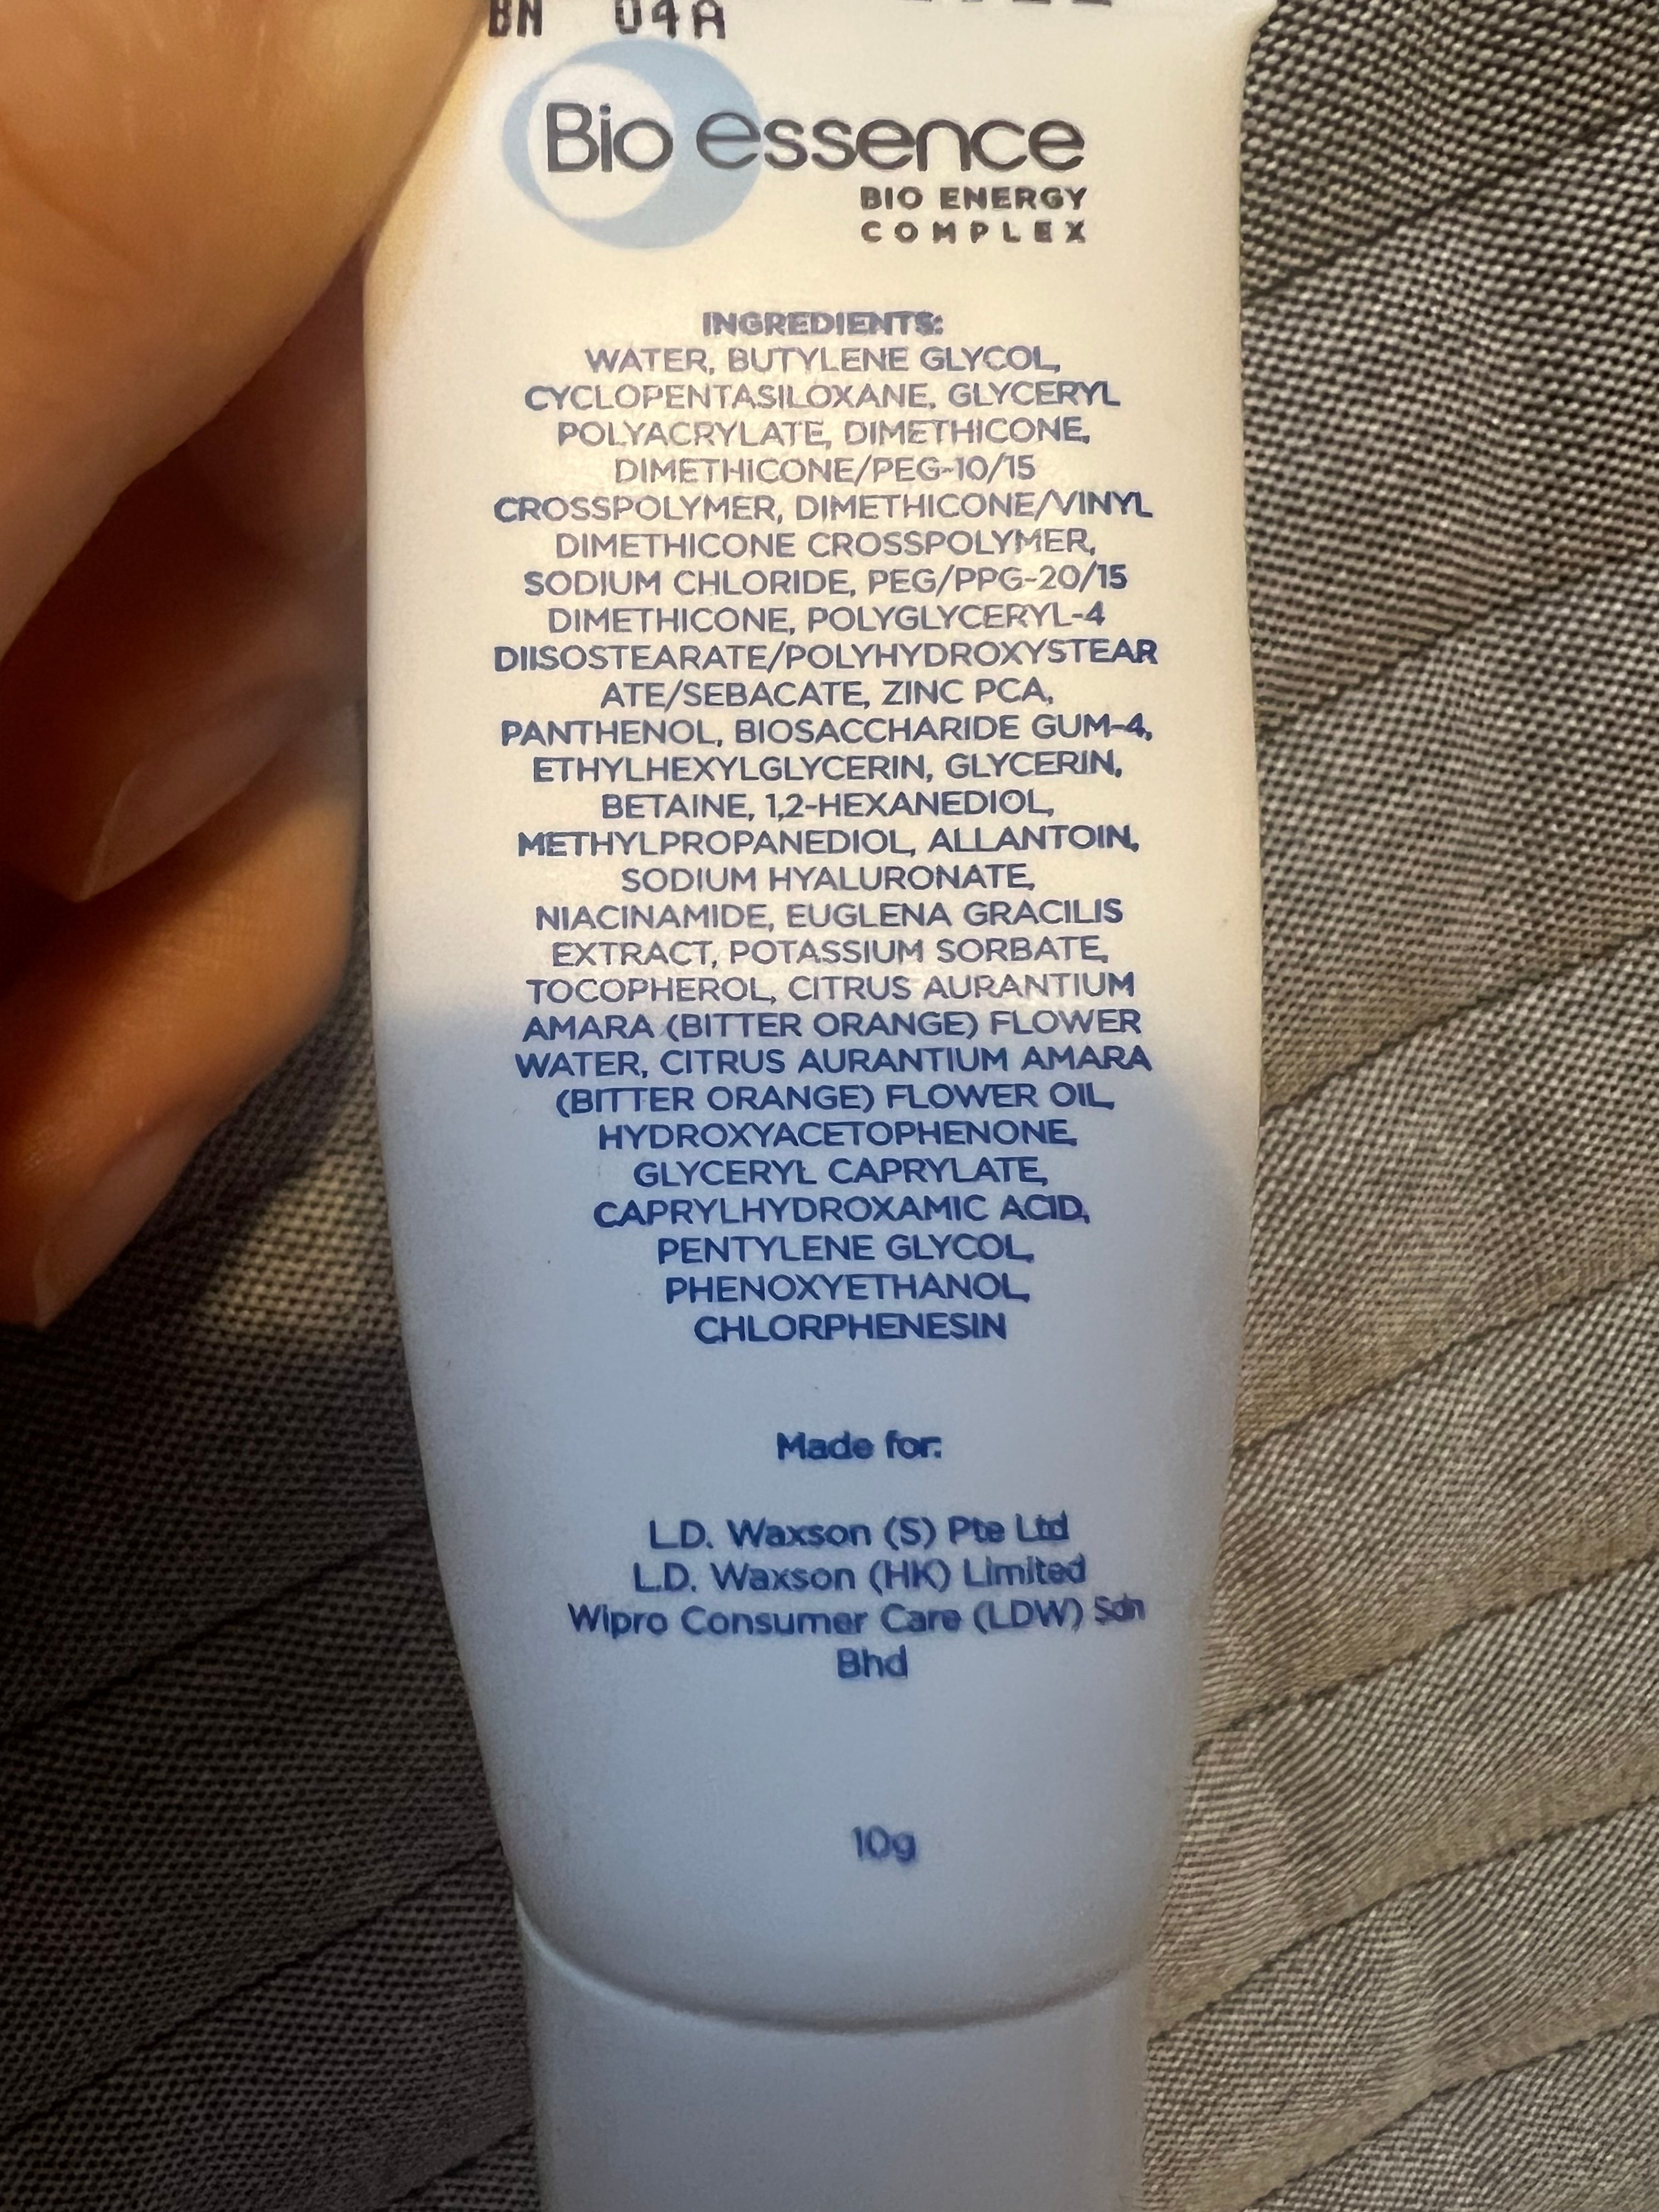 BN 04A
Bio essence
BIO ENERGY
COMPLEX
INGREDIENTS:
WATER, BUTYLENE GLYCOL,
CYCLOPENTASILOXANE, GLYCERYL
POLYACRYLATE, DIMETHICONE,
DIMETHICONE/PEG-10/15
CROSSPOLYMER, DIMETHICONE/VINYL
DIMETHICONE CROSSPOLYMER,
SODIUM CHLORIDE, PEG/PPG-20/15
DIMETHICONE, POLYGLYCERYL-4
DIISOSTEARATE/POLYHYDROXYSTEAR
ATE/SEBACATE, ZINC PCA,
PANTHENOL, BIOSACCHARIDE GUM-4,
ETHYLHEXYLGLYCERIN, GLYCERIN,
BETAINE, 1,2-HEXANEDIOL,
METHYLPROPANEDIOL, ALLANTOIN,
SODIUM HYALURONATE,
NIACINAMIDE, EUGLENA GRACILIS
EXTRACT, POTASSIUM SORBATE,
TOCOPHEROL, CITRUS AURANTIUM
AMARA (BITTER ORANGE) FLOWER
WATER, CITRUS AURANTIUM AMARA
(BITTER ORANGE) FLOWER OIL,
HYDROXYACETOPHENONE,
GLYCERYL CAPRYLATE,
CAPRYLHYDROXAMIC ACID,
PENTYLENE GLYCOL,
PHENOXYETHANOL,
CHLORPHENESIN
Made for:
L.D. Waxson (S) Pte Ltd
L.D. Waxson (HK) Limited
Wipro Consumer Care (LDW) Sdn
Bhd
10g